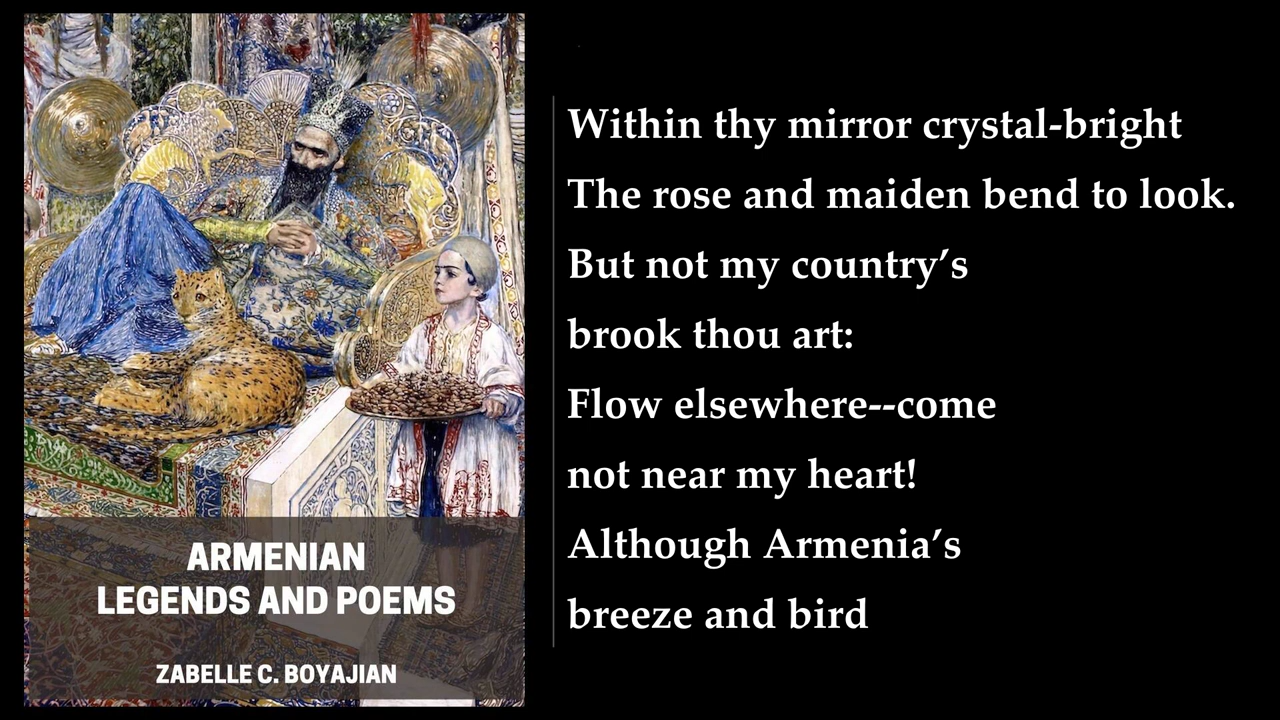 ARMENIAN
LEGENDS AND POEMS
ZABELLE C. BOYAJIAN
Within thy mirror crystal-bright
The rose and maiden bend to look.
But not my country’s
brook thou art:
Flow elsewhere--come
not near my heart!
Although Armenia’s
breeze and bird